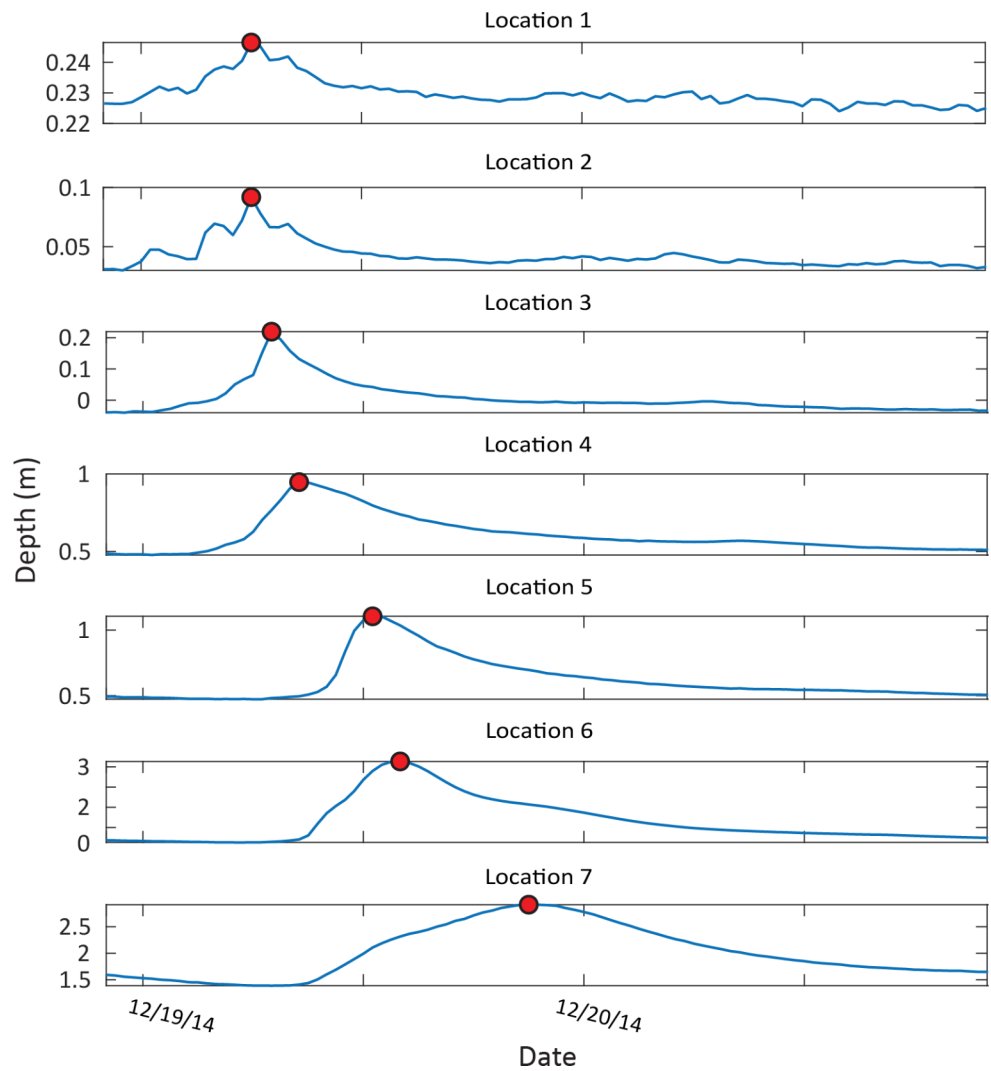 Location 1
0.24
0.23
0.22
Location 2
0.1
0.05
Location 3
0.2
0.1
0
Location 4
1
0.5
Location 5
1
0.5
Location 6
3
2
0
Location 7
2.5
2
1.5
12/19/14
12/20/14
Date
Depth (m)